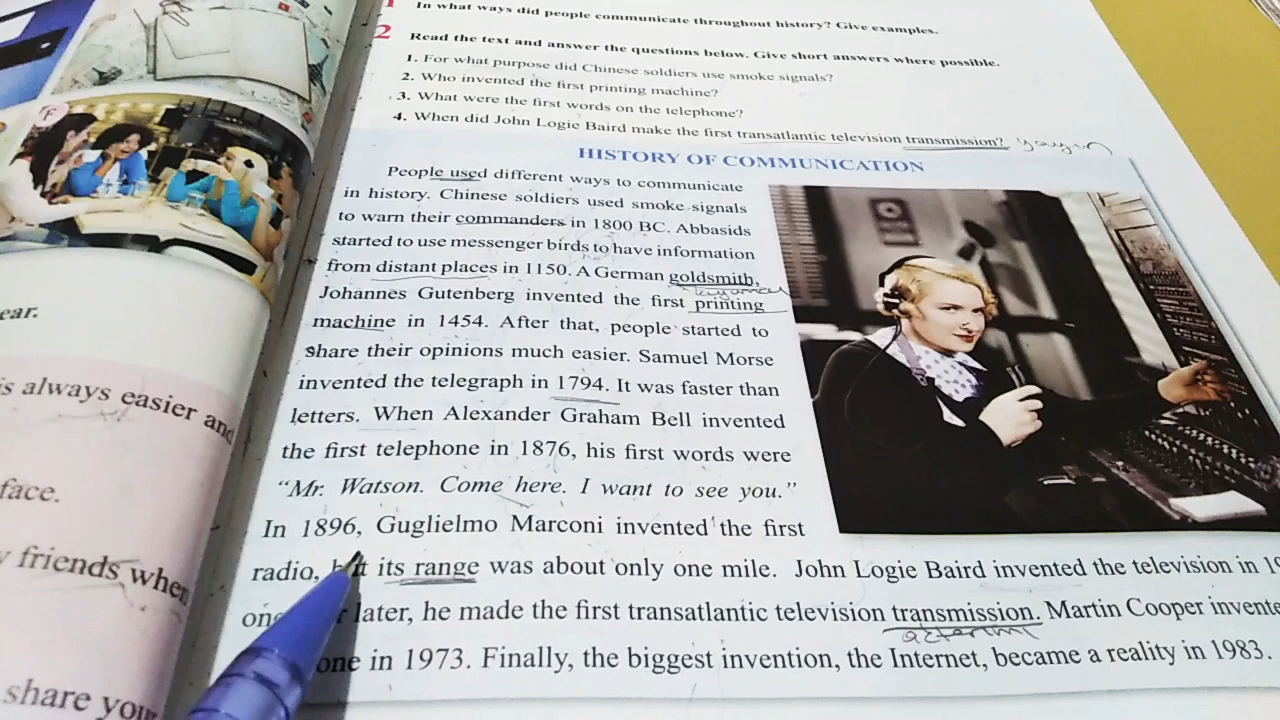 1 In what ways did people communicate throughout history? Give examples.
2 Read the text and answer the questions below. Give short answers where possible.
1. For what purpose did Chinese soldiers use smoke signals?
2. Who invented the first printing machine?
3. What were the first words on the telephone?
4. When did John Logie Baird make the first transatlantic television transmission? yayın
HISTORY OF COMMUNICATION
People used different ways to communicate
in history. Chinese soldiers used smoke signals
to warn their commanders in 1800 BC. Abbasids
started to use messenger birds to have information
from distant places in 1150. A German goldsmith,
Johannes Gutenberg invented the first printing
machine in 1454. After that, people started to
share their opinions much easier. Samuel Morse
invented the telegraph in 1794. It was faster than
letters. When Alexander Graham Bell invented
the first telephone in 1876, his first words were
“Mr. Watson. Come here. I want to see you.”
In 1896, Guglielmo Marconi invented the first
radio, its range was about only one mile. John Logie Baird invented the television in
later, he made the first transatlantic television transmission. Martin Cooper
in 1973. Finally, the biggest invention, the Internet, became a reality in 1983.
F
ear.
is always easier and
face.
friends when
share your